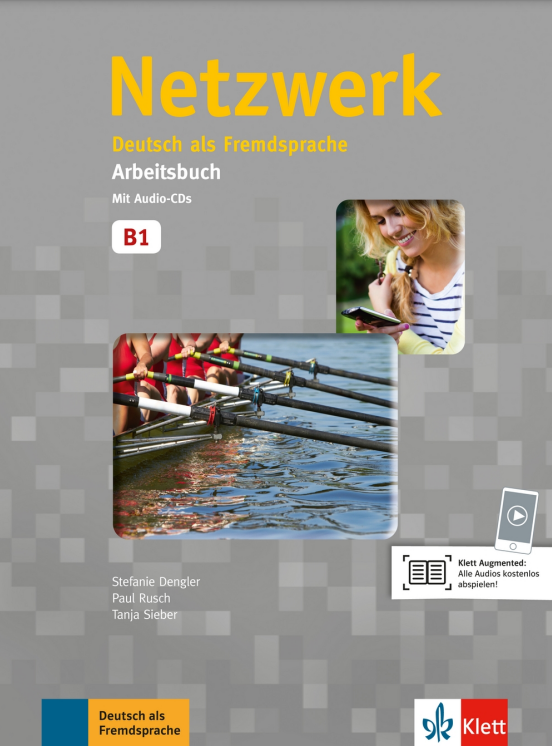 Netzwerk
Deutsch als Fremdsprache
Arbeitsbuch
Mit Audio-CDs
B1
Klett Augmented:
Alle Audios kostenlos
abspielen!
Stefanie Dengler
Paul Rusch
Tanja Sieber
Deutsch als
Fremdsprache
Klett